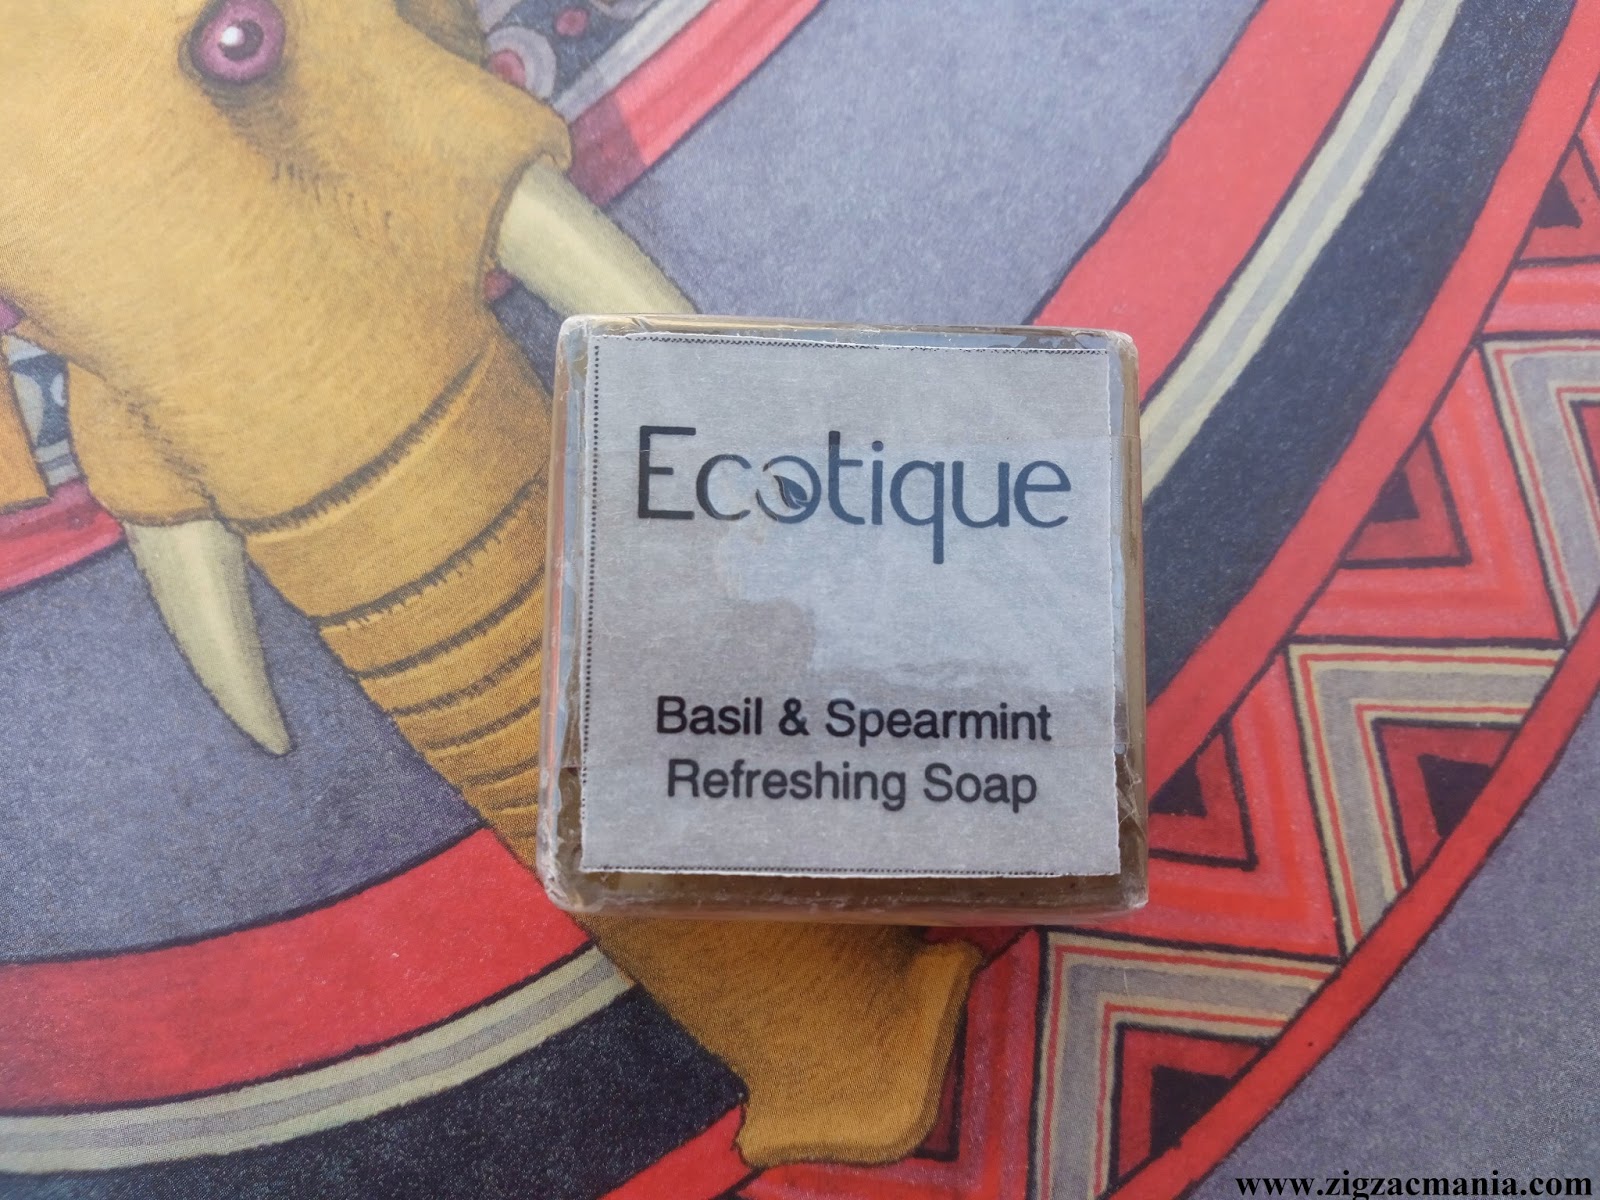 Ecotique
Basil & Spearmint
Refreshing Soap
www.zigzacmania.com